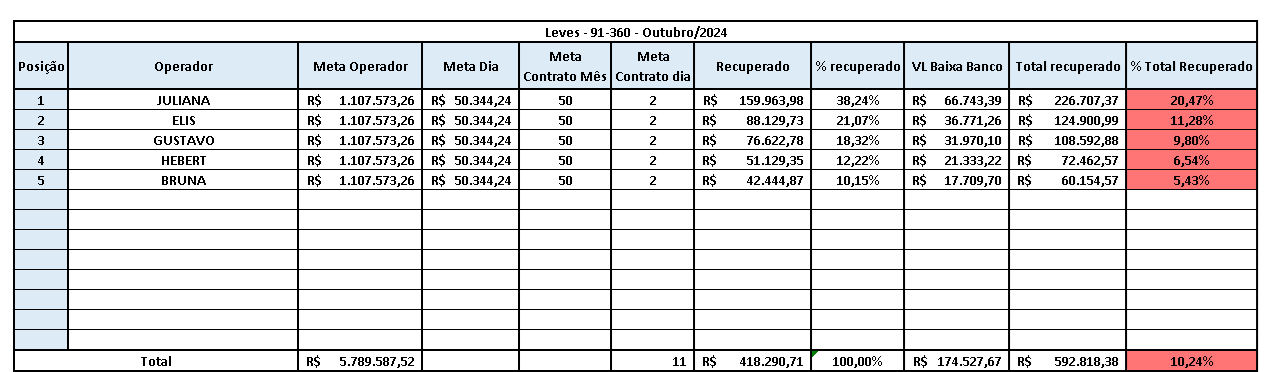 Leves - 91-360 - Outubro/2024
Posição Operador Meta Operador Meta Dia Meta Contrato Mês Meta Contrato dia Recuperado % recuperado VL Baixa Banco Total recuperado % Total Recuperado
1 JULIANA R$ 1.107.573,26 R$ 50.344,24 50 2 R$ 159.963,98 38,24% R$ 66.743,39 R$ 226.707,37 20,47%
2 ELIS R$ 1.107.573,26 R$ 50.344,24 50 2 R$ 88.129,73 21,07% R$ 36.771,26 R$ 124.900,99 11,28%
3 GUSTAVO R$ 1.107.573,26 R$ 50.344,24 50 2 R$ 76.622,78 18,32% R$ 31.970,10 R$ 108.592,88 9,80%
4 HEBERT R$ 1.107.573,26 R$ 50.344,24 50 2 R$ 51.129,35 12,22% R$ 21.333,22 R$ 72.462,57 6,54%
5 BRUNA R$ 1.107.573,26 R$ 50.344,24 50 2 R$ 42.444,87 10,15% R$ 17.709,70 R$ 60.154,57 5,43%
Total R$ 5.789.587,52 11 R$ 418.290,71 100,00% R$ 174.527,67 R$ 592.818,38 10,24%